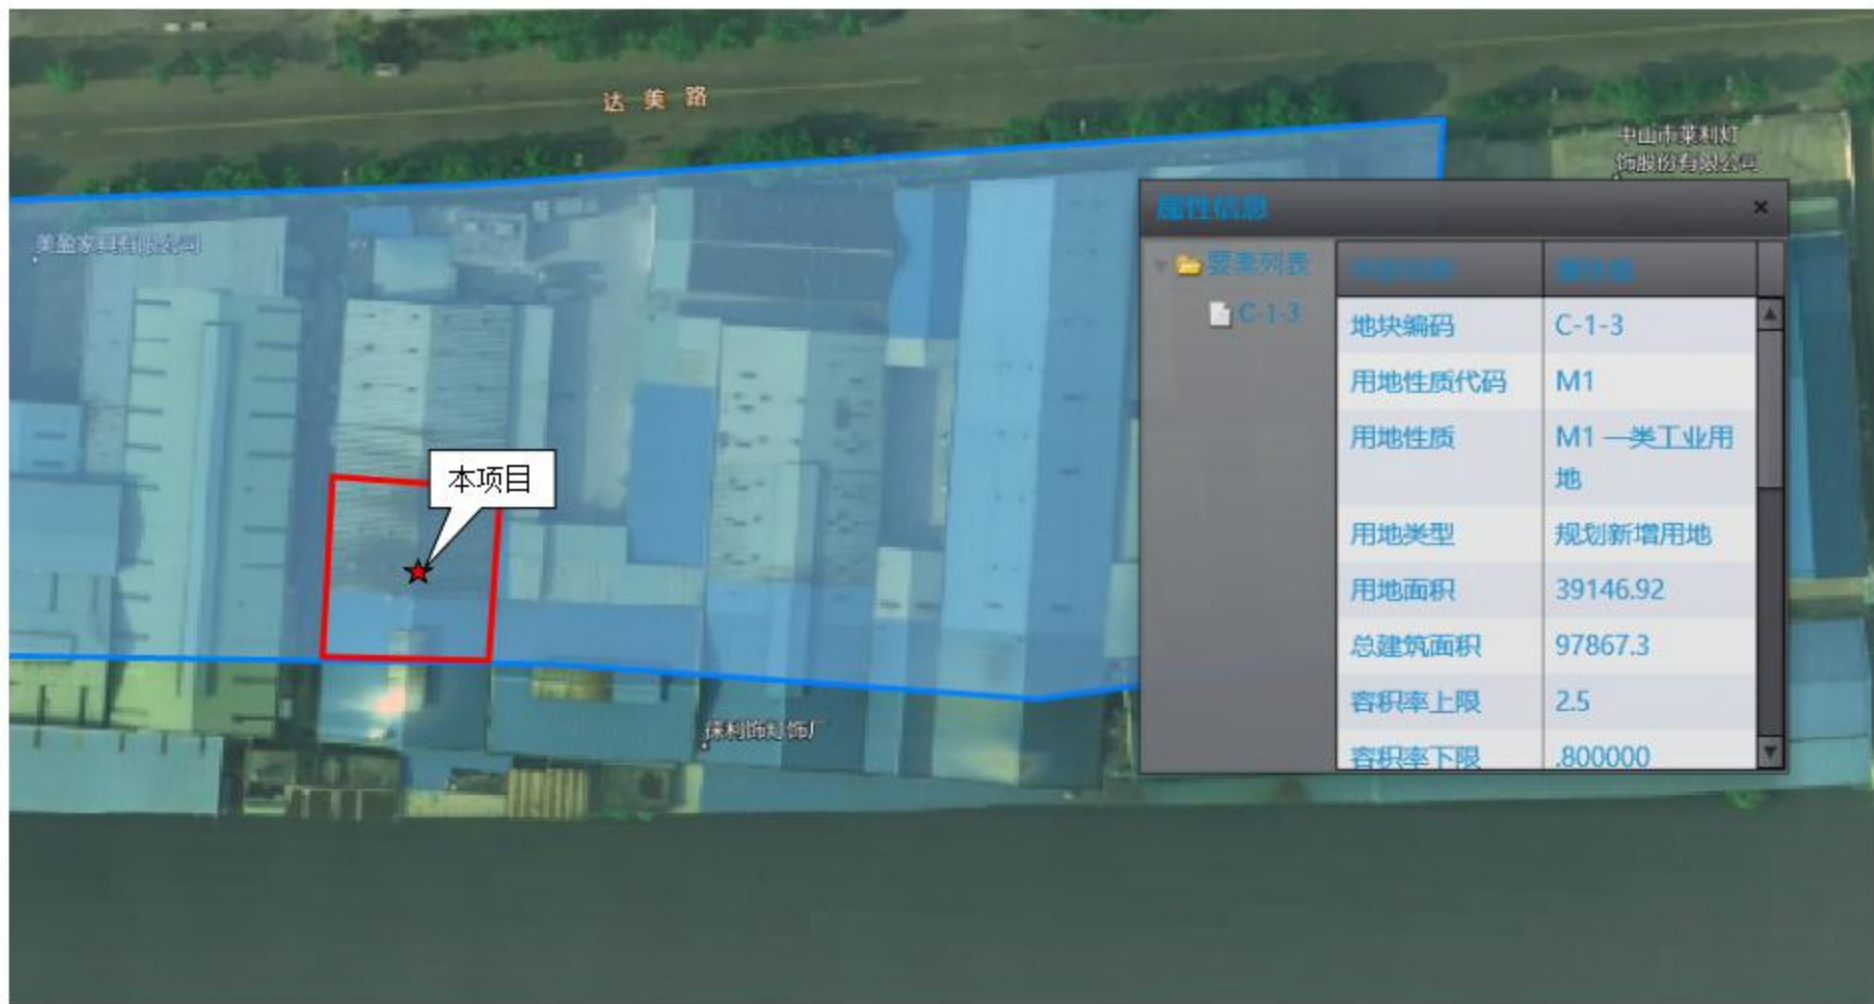 达美路
中山市莱利灯
饰股份有限公司
属性信息
×
美盈家具有限公司
要素列表
属性值
C-1-3
地块编码 C-1-3
用地性质代码 M1
用地性质 M1 一类工业用
地
本项目
用地类型 规划新增用地
用地面积 39146.92
总建筑面积 97867.3
容积率上限 2.5
保利饰灯饰厂
容积率下限 .800000